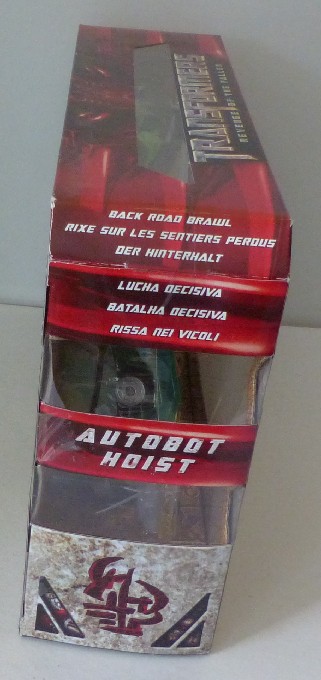 TRANSFORMERS
REVENGE OF THE FALLEN
BACK ROAD BRAWL
RIXE SUR LES SENTIERS PERDUS
DER HINTERHALT
LUCHA DECISIVA
BATALHA DECISIVA
RISSA NEI VICOLI
AUTOBOT
HOIST